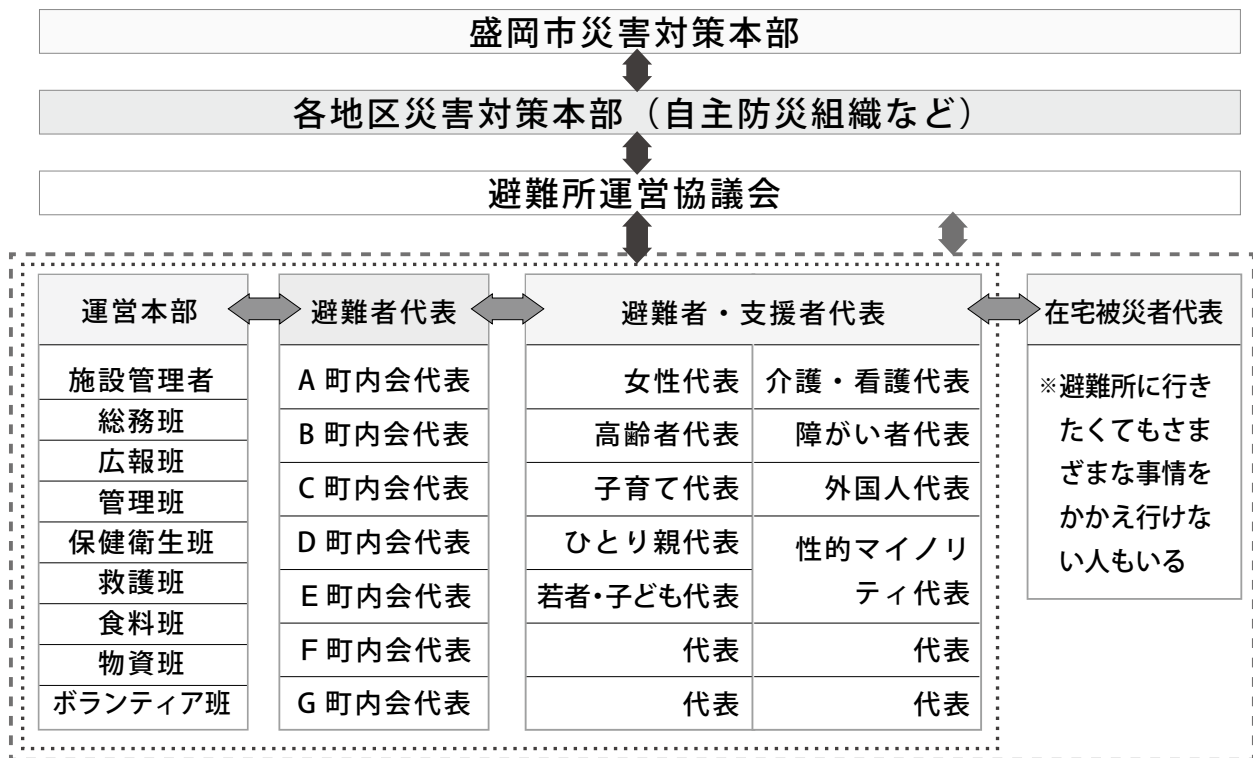 盛岡市災害対策本部
各地区災害対策本部（自主防災組織など）
避難所運営協議会
運営本部
施設管理者
総務班
広報班
管理班
保健衛生班
救護班
食料班
物資班
ボランティア班
避難者代表
A 町内会代表
B 町内会代表
C 町内会代表
D 町内会代表
E 町内会代表
F 町内会代表
G 町内会代表
避難者・支援者代表
女性代表
高齢者代表
子育て代表
ひとり親代表
若者・子ども代表
代表
代表
介護・看護代表
障がい者代表
外国人代表
性的マイノリ
ティ代表
代表
代表
在宅被災者代表
※避難所に行き
たくてもさま
ざまな事情を
かかえ行けな
い人もいる